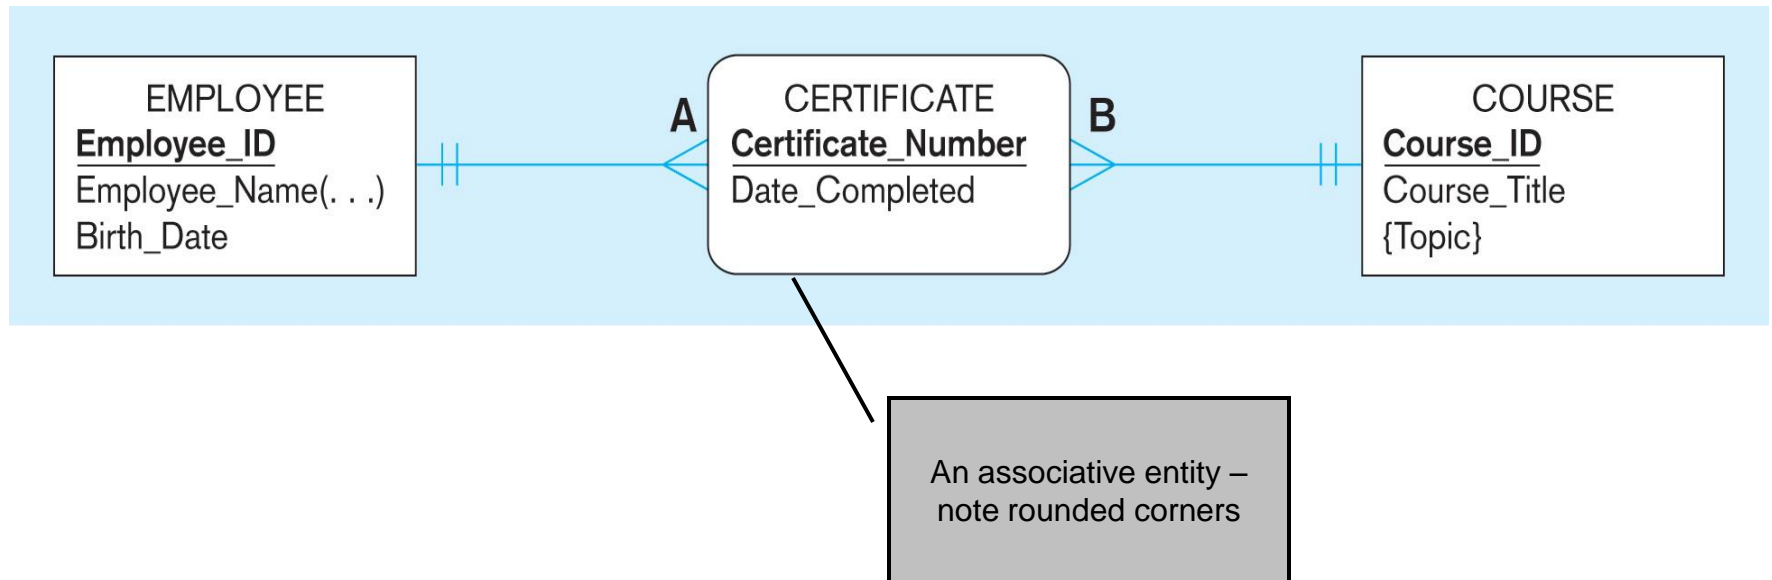 EMPLOYEE
Employee_ID
Employee_Name(. . .)
Birth_Date
A
CERTIFICATE
Certificate_Number
Date_Completed
B
COURSE
Course_ID
Course_Title
{Topic}
An associative entity –
note rounded corners